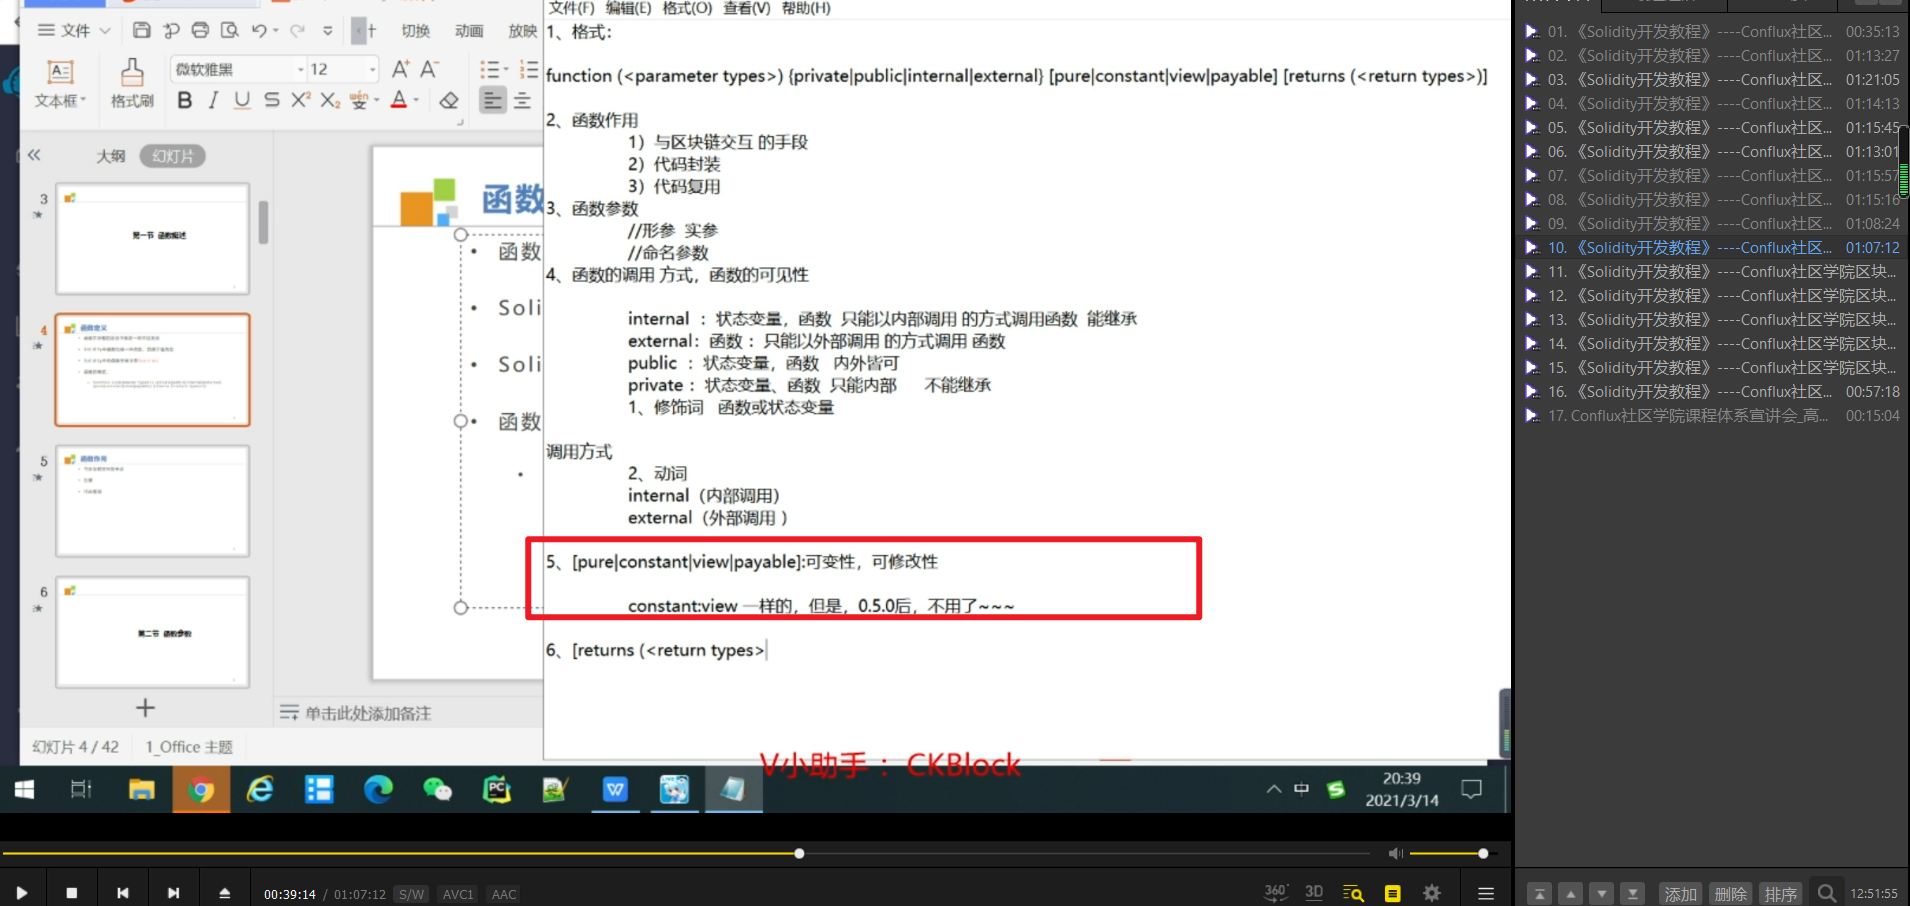 文件(F) 编辑(E) 格式(O) 查看(V) 帮助(H)
文件
切换 动画 放映
微软雅黑 12
文本框 格式刷
大纲 幻灯片
3
第一节 函数概述
4
函数定义
5
函数作用
6
第二节 函数参数
函数
函数
Soli
Soli
函数
单击此处添加备注
幻灯片 4 / 42 1_Office 主题
1、格式：
function (<parameter types>) {private|public|internal|external} [pure|constant|view|payable] [returns (<return types>)]
2、函数作用
1）与区块链交互 的手段
2）代码封装
3）代码复用
3、函数参数
//形参 实参
//命名参数
4、函数的调用 方式，函数的可见性
internal ：状态变量，函数 只能以内部调用 的方式调用函数 能继承
external：函数 ：只能以外部调用 的方式调用 函数
public ：状态变量，函数 内外皆可
private：状态变量、函数 只能内部 不能继承
1、修饰词 函数或状态变量
调用方式
2、动词
internal（内部调用）
external（外部调用 ）
5、[pure|constant|view|payable]:可变性，可修改性
constant:view 一样的，但是，0.5.0后，不用了~~~
6、[returns (<return types>
V小助手 ：CKBlock
中
20:39
2021/3/14
00:39:14 / 01:07:12 S/W AVC1 AAC
360° 3D
01. 《Solidity开发教程》----Conflux社区... 00:35:13
02. 《Solidity开发教程》----Conflux社区... 01:13:27
03. 《Solidity开发教程》----Conflux社区... 01:21:05
04. 《Solidity开发教程》----Conflux社区... 01:14:13
05. 《Solidity开发教程》----Conflux社区... 01:15:45
06. 《Solidity开发教程》----Conflux社区... 01:13:01
07. 《Solidity开发教程》----Conflux社区... 01:15:57
08. 《Solidity开发教程》----Conflux社区... 01:15:16
09. 《Solidity开发教程》----Conflux社区... 01:08:24
10. 《Solidity开发教程》----Conflux社区... 01:07:12
11. 《Solidity开发教程》----Conflux社区学院区块...
12. 《Solidity开发教程》----Conflux社区学院区块...
13. 《Solidity开发教程》----Conflux社区学院区块...
14. 《Solidity开发教程》----Conflux社区学院区块...
15. 《Solidity开发教程》----Conflux社区学院区块...
16. 《Solidity开发教程》----Conflux社区... 00:57:18
17. Conflux社区学院课程体系宣讲会_高... 00:15:04
添加 删除 排序 12:51:55